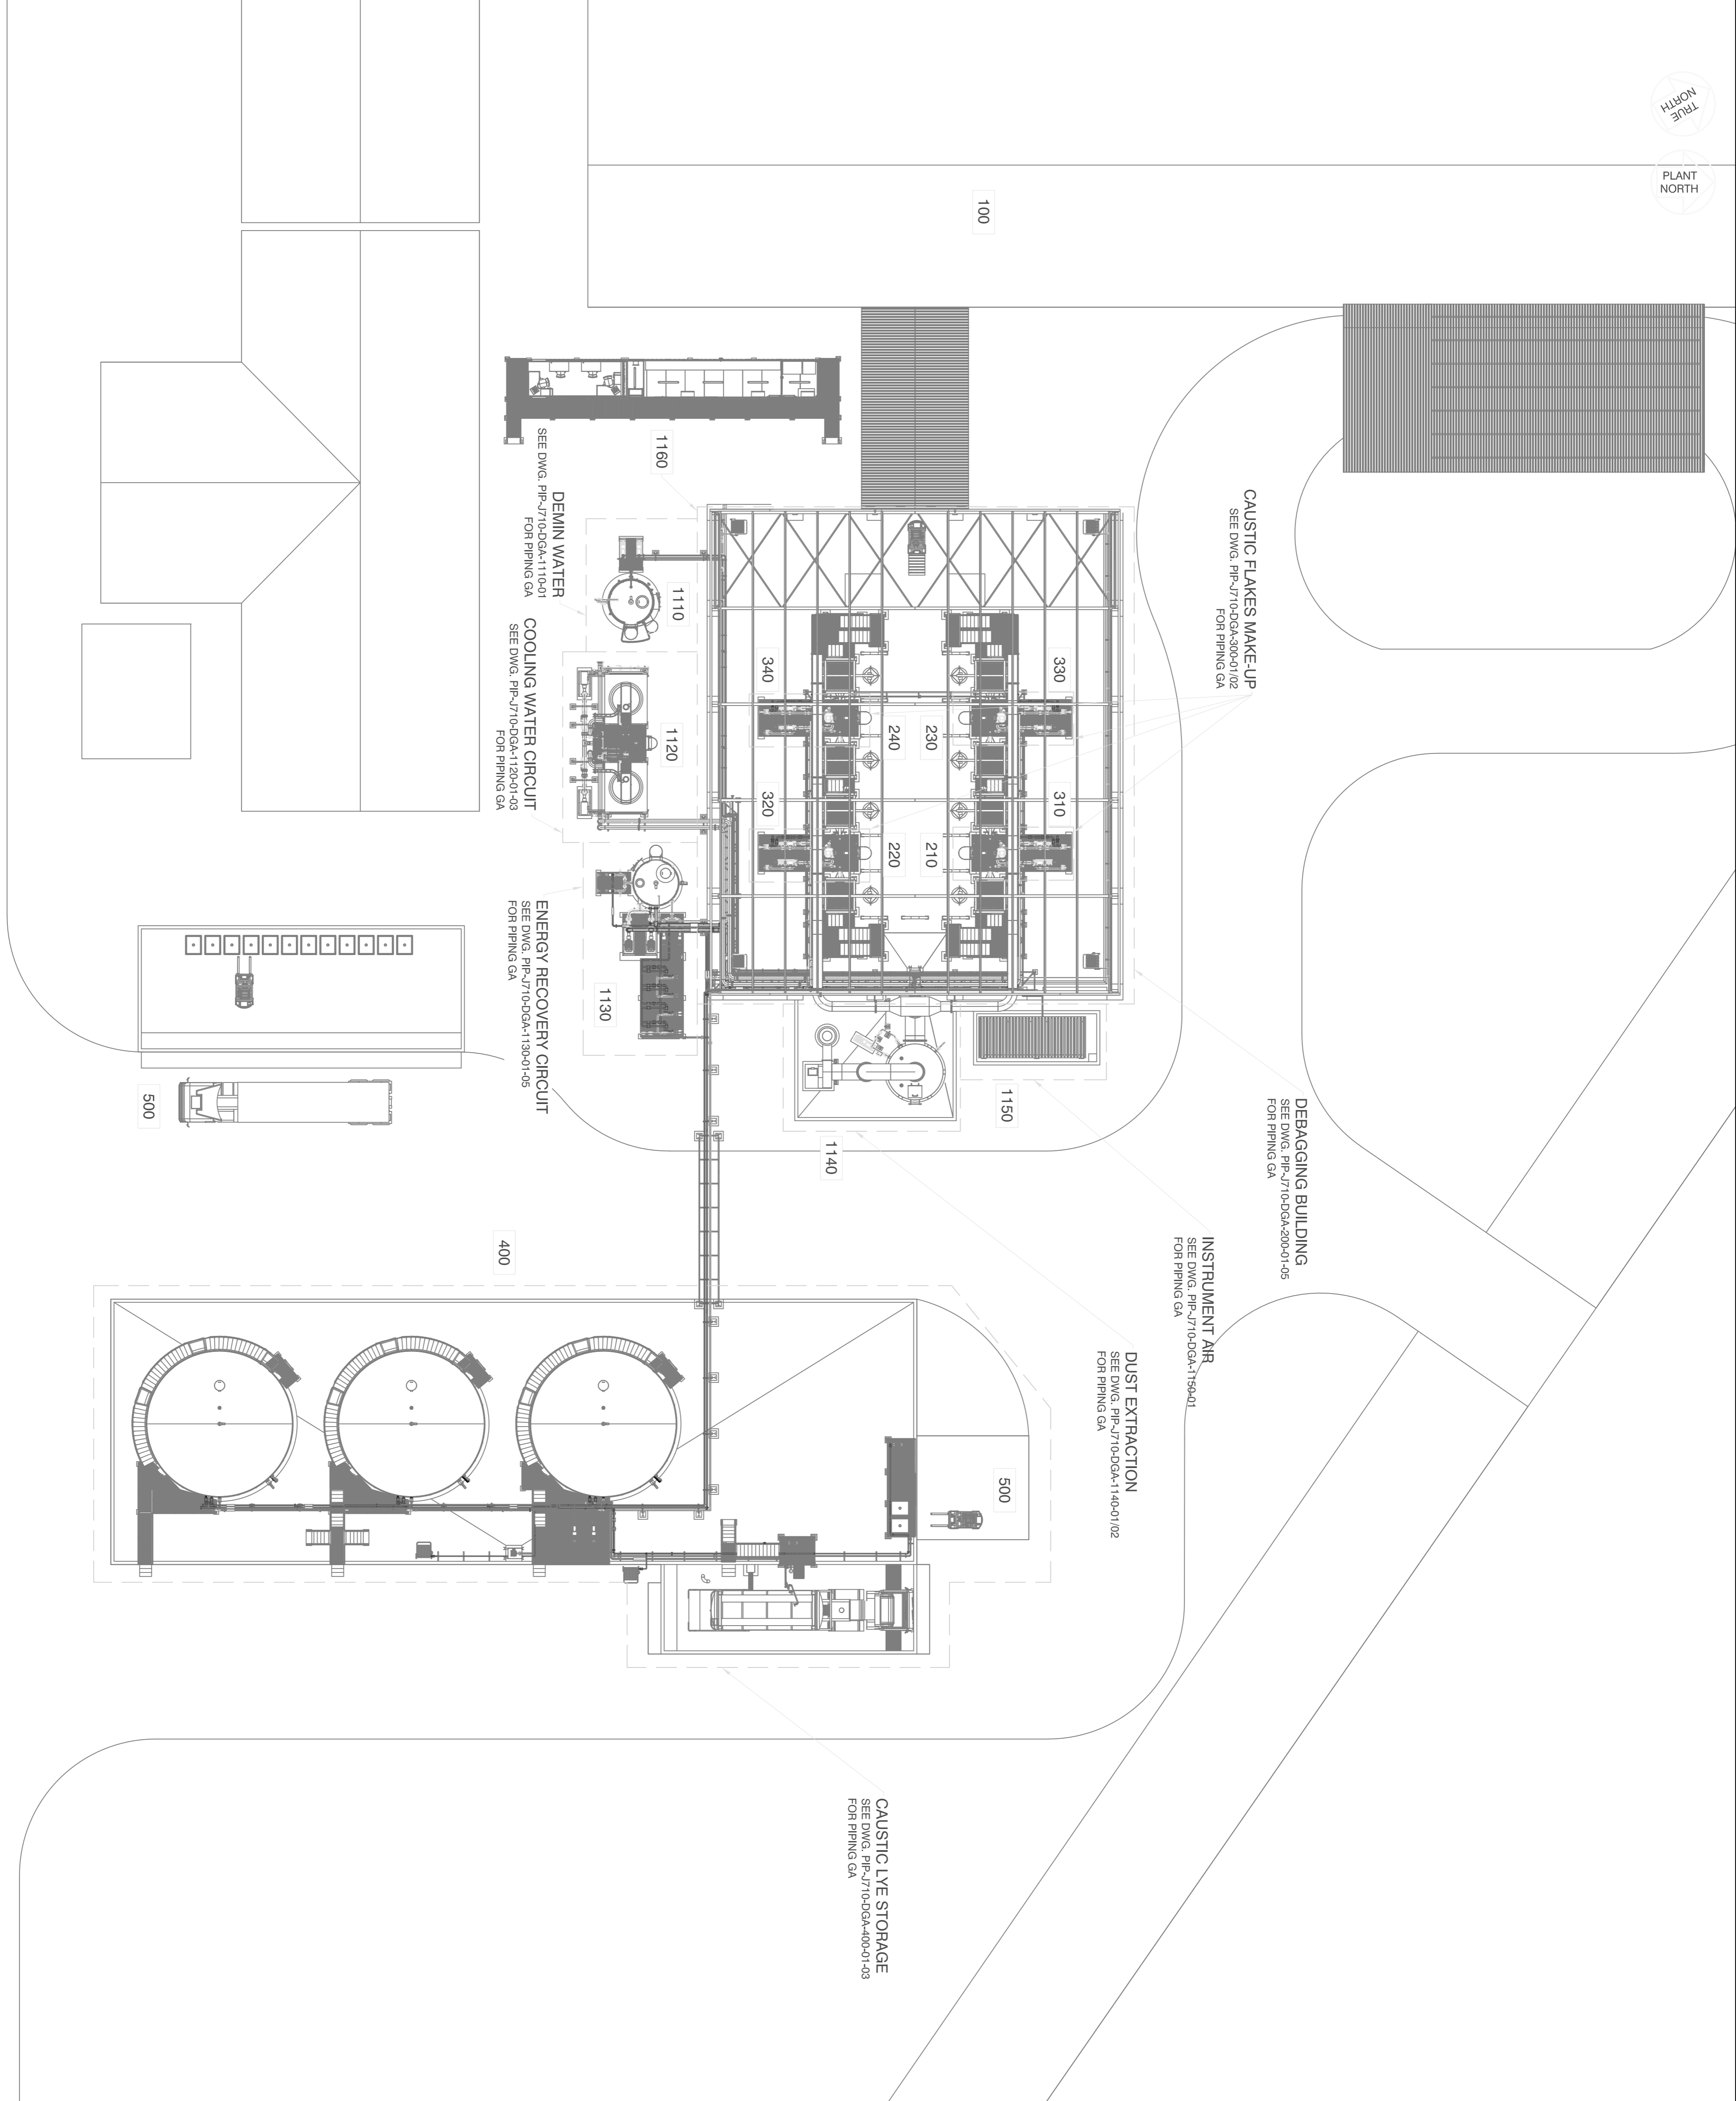 TRUE
NORTH
PLANT
NORTH
100
CAUSTIC FLAKES MAKE-UP
SEE DWG. PIP-J710-DGA-300-01/02
FOR PIPING GA
1160
DEMIN WATER
SEE DWG. PIP-J710-DGA-1110-01
FOR PIPING GA
1110
COOLING WATER CIRCUIT
SEE DWG. PIP-J710-DGA-1120-01-03
FOR PIPING GA
1120
340
330
240
230
320
310
220
210
ENERGY RECOVERY CIRCUIT
SEE DWG. PIP-J710-DGA-1130-01-05
FOR PIPING GA
1130
500
1150
1140
DEBAGGING BUILDING
SEE DWG. PIP-J710-DGA-200-01-05
FOR PIPING GA
INSTRUMENT AIR
SEE DWG. PIP-J710-DGA-1150-01
FOR PIPING GA
DUST EXTRACTION
SEE DWG. PIP-J710-DGA-1140-01/02
FOR PIPING GA
400
500
CAUSTIC LYE STORAGE
SEE DWG. PIP-J710-DGA-400-01-03
FOR PIPING GA